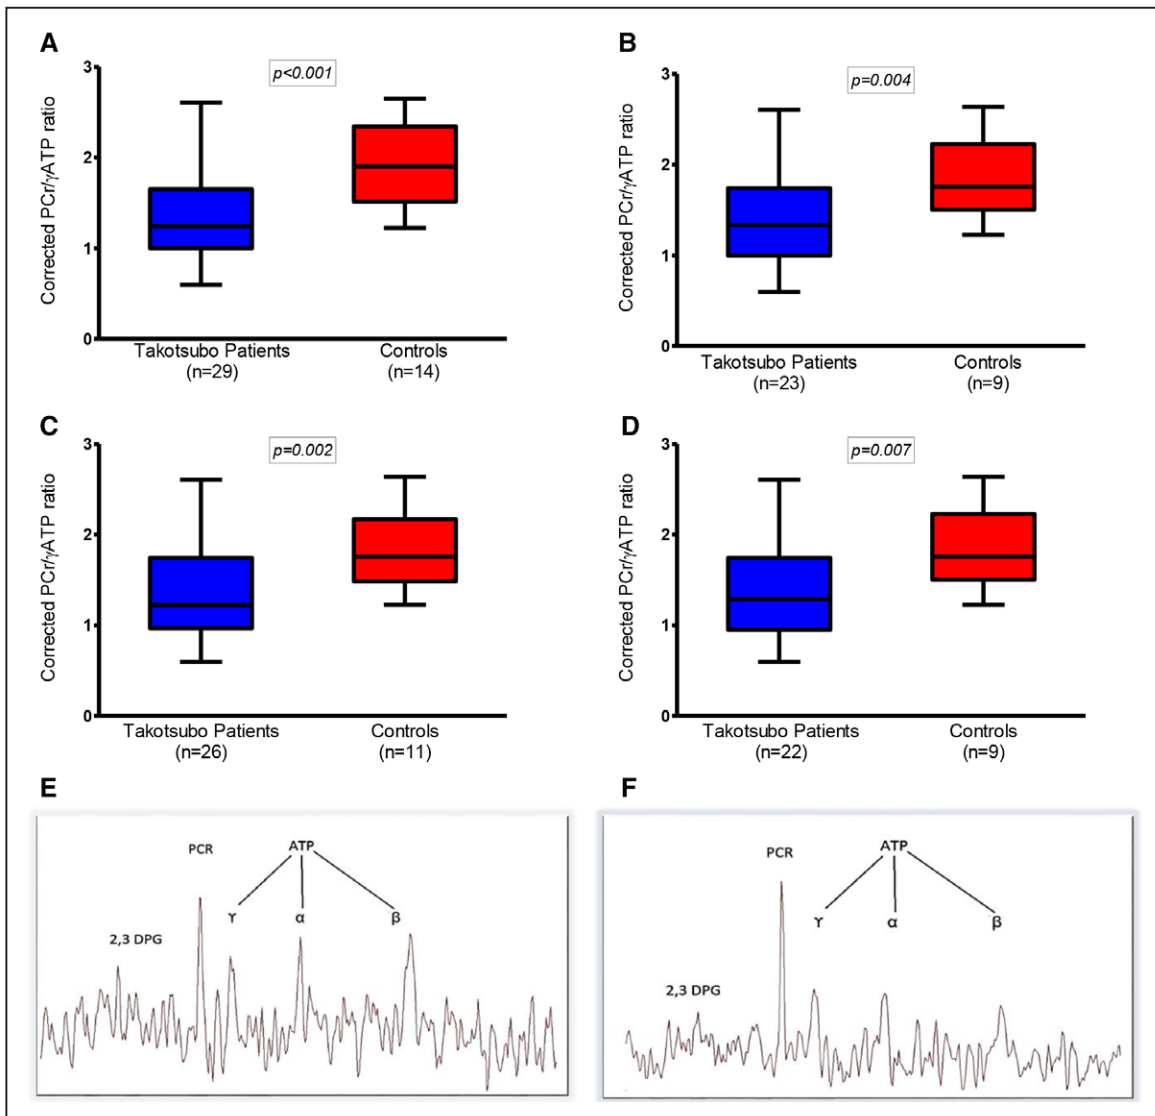 A
p<0.001
Corrected PCr/γATP ratio
3
2
1
0
Takotsubo Patients
(n=29)
Controls
(n=14)
B
p=0.004
Corrected PCr/γATP ratio
3
2
1
0
Takotsubo Patients
(n=23)
Controls
(n=9)
C
p=0.002
Corrected PCr/γATP ratio
3
2
1
0
Takotsubo Patients
(n=26)
Controls
(n=11)
D
p=0.007
Corrected PCr/γATP ratio
3
2
1
0
Takotsubo Patients
(n=22)
Controls
(n=9)
E
PCR
ATP
γ
α
β
2,3 DPG
F
PCR
ATP
γ
α
β
2,3 DPG